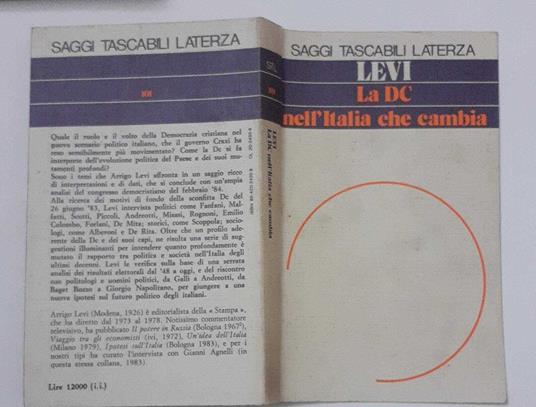 SAGGI TASCABILI LATERZA
101
Quale il ruolo e il volto della Democrazia cristiana nel
nuovo scenario politico italiano, che il governo Craxi ha
reso sensibilmente più movimentato? Come la Dc si fa
interprete dell'evoluzione politica del Paese e dei suoi mu-
tamenti profondi?
Sono i temi che Arrigo Levi affronta in un saggio ricco
di interpretazioni e di dati, che si conclude con un'ampia
analisi del congresso democristiano del febbraio '84.
Alla ricerca dei motivi di fondo della sconfitta Dc del
26 giugno '83, Levi intervista politici come Fanfani, Mal-
fatti, Scotti, Piccoli, Andreotti, Misasi, Rognoni, Emilio
Colombo, Forlani, De Mita; storici, come Scoppola; socio-
logi, come Alberoni e De Rita. Oltre che un profilo ade-
rente della Dc e dei suoi capi, ne risulta una serie di sug-
gestioni illuminanti per intendere quanto profondamente è
mutato il rapporto tra politica e società nell'Italia degli
ultimi decenni. Levi le verifica sulla base di una serrata
analisi dei risultati elettorali dal '48 a oggi, e del riscontro
con politologi e uomini politici, da Galli a Andreotti, da
Baget Bozzo a Giorgio Napolitano, per giungere a una
nuova ipotesi sul futuro politico degli italiani.
Arrigo Levi (Modena, 1926) è editorialista della « Stampa »,
che ha diretto dal 1973 al 1978. Notissimo commentatore
televisivo, ha pubblicato Il potere in Russia (Bologna 1967²),
Viaggio tra gli economisti (ivi, 1972), Un'idea dell'Italia
(Milano 1979), Ipotesi sull'Italia (Bologna 1983), e per i
nostri tipi ha curato l'intervista con Gianni Agnelli (in
questa stessa collana, 1983).
Lire 12000 (i.i.)
STL
101
LEVI
La DC nell'Italia che cambia
SAGGI TASCABILI LATERZA
LEVI
La DC
nell'Italia che cambia